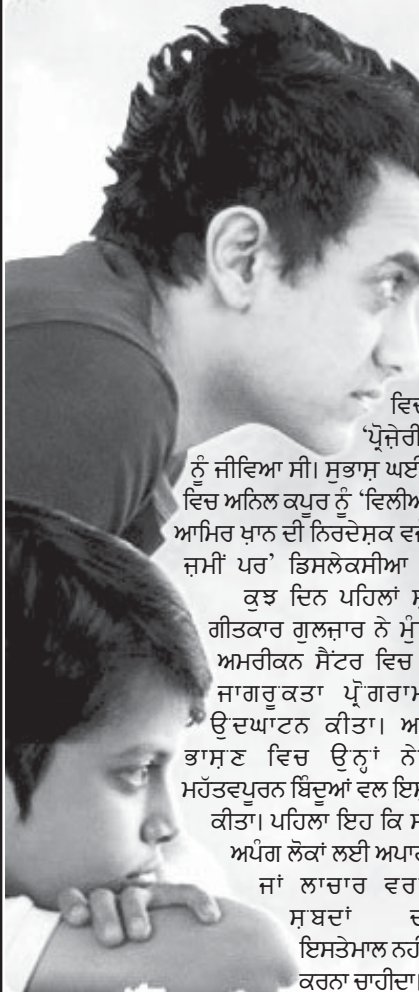 ਵਿਚ
‘ਪ੍ਰੋਜ਼ੇਰੀ
ਨੂੰ ਜੀਵਿਆ ਸੀ। ਸੁਭਾਸ਼ ਘਈ
ਵਿਚ ਅਨਿਲ ਕਪੂਰ ਨੂੰ ‘ਵਿਲੀਅ
ਆਮਿਰ ਖ਼ਾਨ ਦੀ ਨਿਰਦੇਸ਼ਕ ਵਜ
ਜ਼ਮੀਂ ਪਰ’ ਡਿਸਲੇਕਸੀਆ
ਕੁਝ ਦਿਨ ਪਹਿਲਾਂ
ਗੀਤਕਾਰ ਗੁਲਜ਼ਾਰ ਨੇ ਮੁੰ
ਅਮਰੀਕਨ ਸੈਂਟਰ ਵਿਚ
ਜਾਗਰੂਕਤਾ ਪ੍ਰੋਗਰਾਮ
ਉਦਘਾਟਨ ਕੀਤਾ। ਅ
ਭਾਸ਼ਣ ਵਿਚ ਉਨ੍ਹਾਂ ਨੇ
ਮਹੱਤਵਪੂਰਨ ਬਿੰਦੂਆਂ ਵਲ ਇਸ਼
ਕੀਤਾ। ਪਹਿਲਾ ਇਹ ਕਿ ਸ
ਅਪੰਗ ਲੋਕਾਂ ਲਈ ਅਪਾ
ਜਾਂ ਲਾਚਾਰ ਵਰ
ਸ਼ਬਦਾਂ ਦ
ਇਸਤੇਮਾਲ ਨਹੀ
ਕਰਨਾ ਚਾਹੀਦਾ।